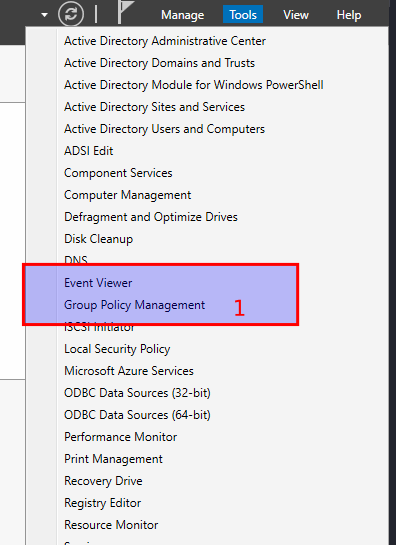 Manage Tools View Help
Active Directory Administrative Center
Active Directory Domains and Trusts
Active Directory Module for Windows PowerShell
Active Directory Sites and Services
Active Directory Users and Computers
ADSI Edit
Component Services
Computer Management
Defragment and Optimize Drives
Disk Cleanup
DNS
Event Viewer
Group Policy Management 1
iSCSI Initiator
Local Security Policy
Microsoft Azure Services
ODBC Data Sources (32-bit)
ODBC Data Sources (64-bit)
Performance Monitor
Print Management
Recovery Drive
Registry Editor
Resource Monitor